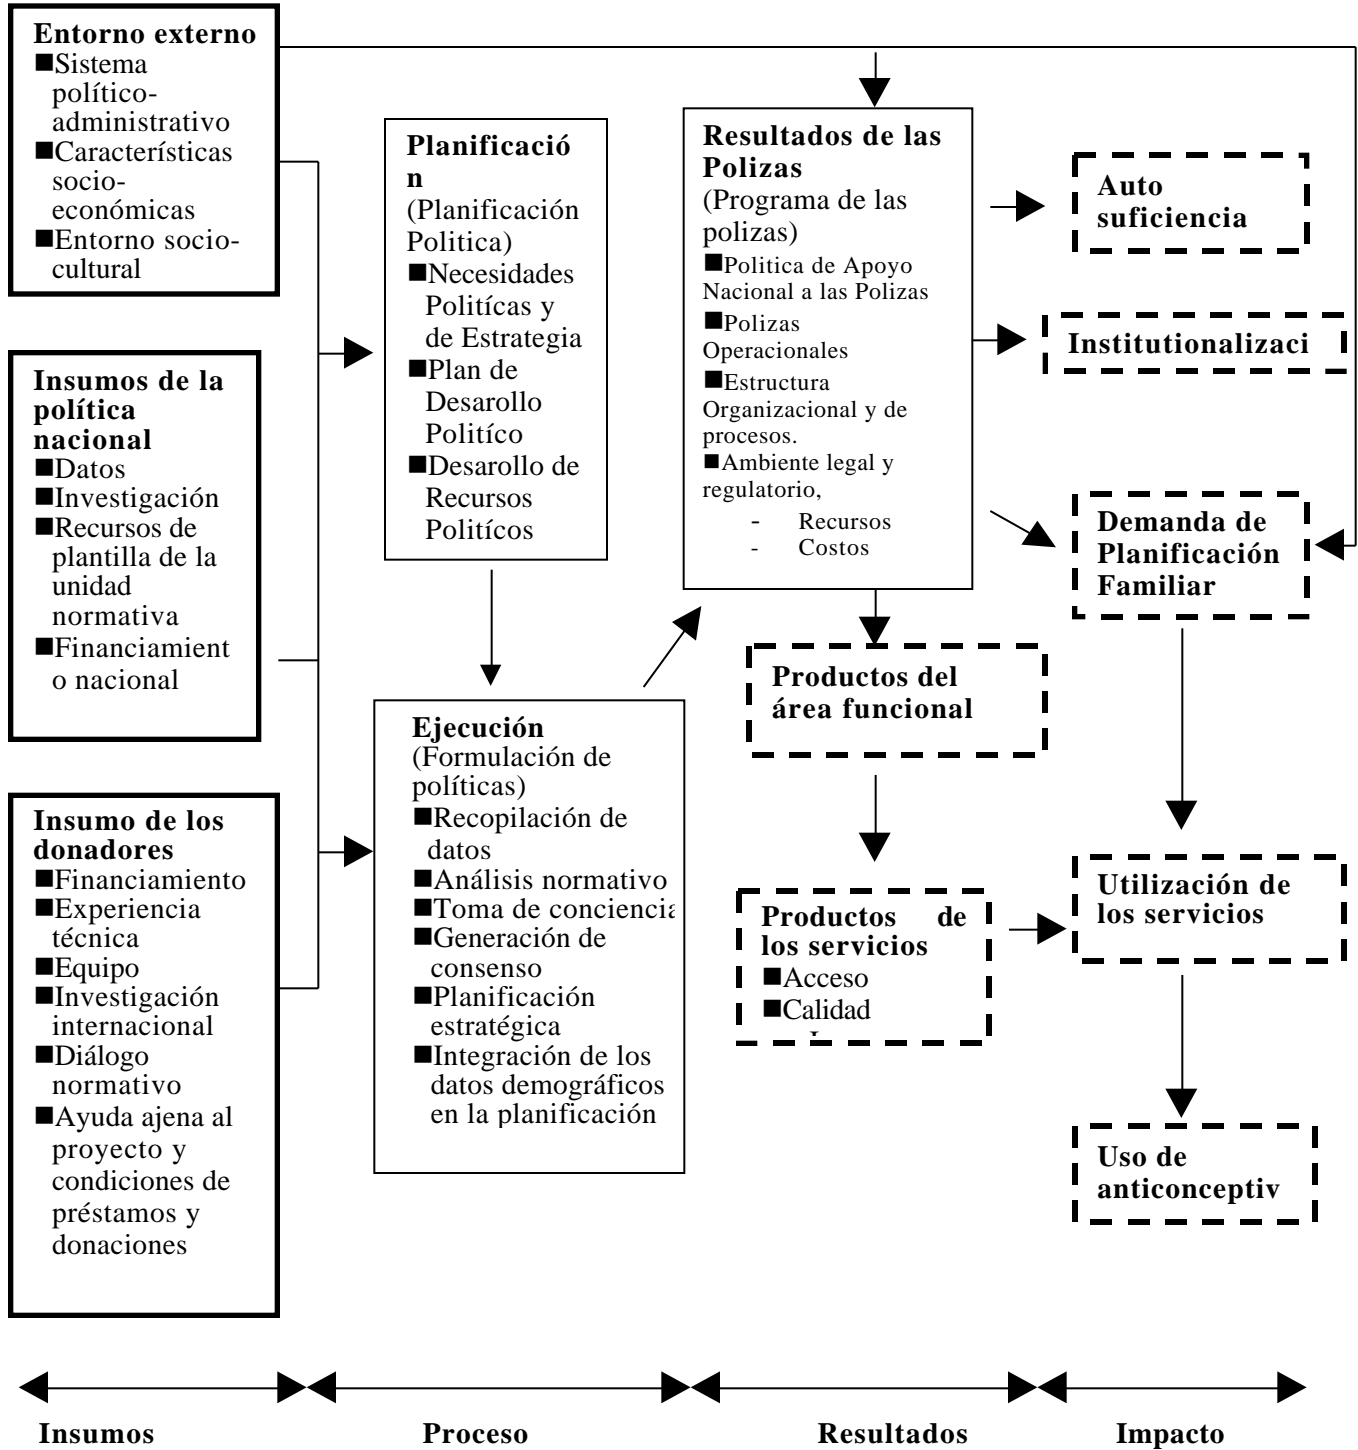 Entorno externo
■Sistema
político-
administrativo
■Característicás
socio-
económicas
■Entorno socio-
cultural
Insumos de la
política
nacional
■Datos
■Investigación
■Recursos de
plantilla de la
unidad
normativa
■Financiamient
o nacional
Insumo de los
donadores
■Financiamiento
■Experiencia
técnica
■Equipo
■Investigación
internacional
■Diálogo
normativo
■Ayuda ajena al
proyecto y
condiciones de
préstamos y
donaciones
Planificació
n
(Planificación
Politica)
■Necesidades
Politícas y
de Estrategia
■Plan de
Desarollo
Politíco
■Desarollo de
Recursos
Politícos
Ejecución
(Formulación de
políticas)
■Recopilación de
datos
■Análisis normativo
■Toma de conciencia
■Generación de
consenso
■Planificación
estratégica
■Integración de los
datos demográficos
en la planificación
Resultados de las
Polizas
(Programa de las
polizas)
■Politica de Apoyo
Nacional a las Polizas
■Polizas
Operacionales
■Estructura
Organizacional y de
procesos.
■Ambiente legal y
regulatorio,
- Recursos
- Costos
Productos del
área funcional
Productos de
los servicios
■Acceso
■Calidad
Auto
suficiencia
Institutionalizaci
Demanda de
Planificación
Familiar
Utilización de
los servicios
Uso de
anticonceptiv
Insumos Proceso Resultados Impacto